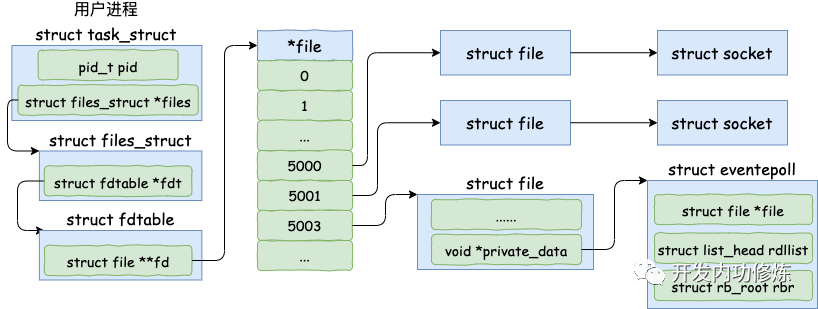 用户进程
struct task_struct
pid_t pid
struct files_struct *files
struct files_struct
struct fdtable *fdt
struct fdtable
struct file **fd
*file
0
1
...
5000
5001
5003
...
struct file
struct socket
struct file
struct socket
struct file
......
void *private_data
struct eventepoll
struct file *file
struct list_head rdllist
struct rb_root rbr
开发内功修炼